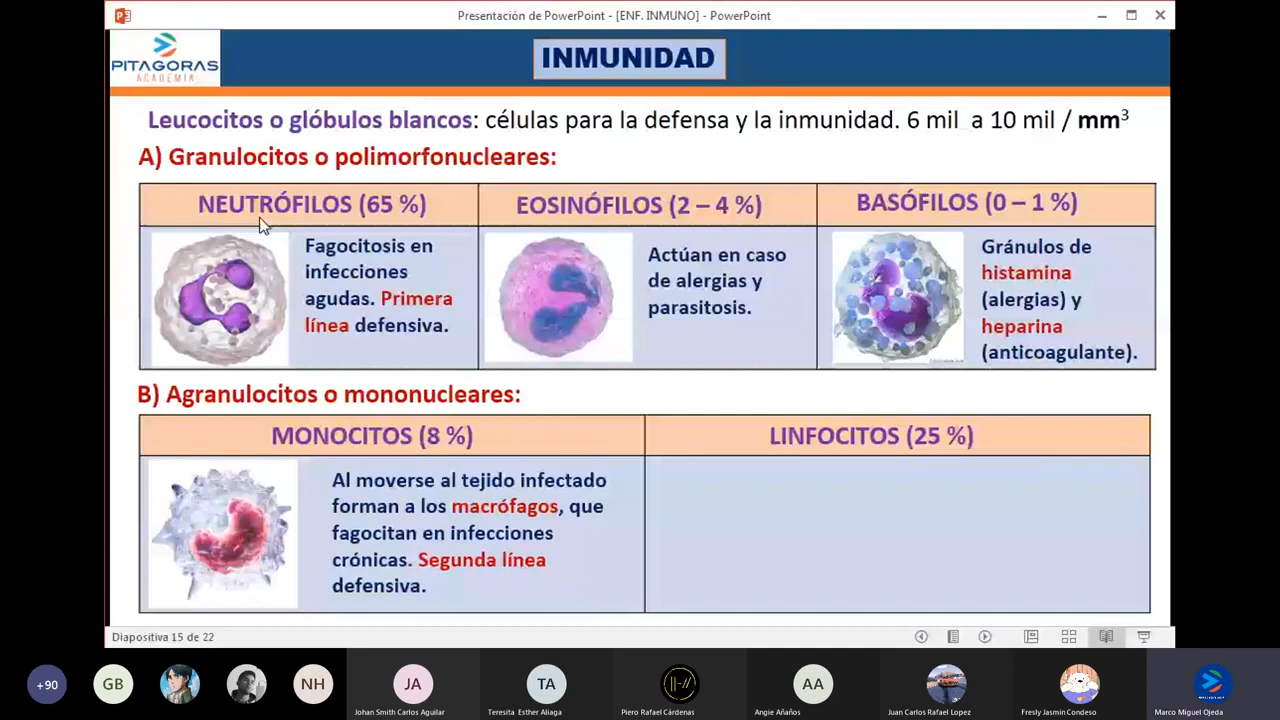 Presentación de PowerPoint - [ENF. INMUNO] - PowerPoint
PITAGORAS
ACADEMIA
INMUNIDAD
Leucocitos o glóbulos blancos: células para la defensa y la inmunidad. 6 mil a 10 mil / mm³
A) Granulocitos o polimorfonucleares:
NEUTRÓFILOS (65 %)
Fagocitosis en
infecciones
agudas. Primera
línea defensiva.
EOSINÓFILOS (2 – 4 %)
Actúan en caso
de alergias y
parasitosis.
BASÓFILOS (0 – 1 %)
Gránulos de
histamina
(alergias) y
heparina
(anticoagulante).
B) Agranulocitos o mononucleares:
MONOCITOS (8 %)
Al moverse al tejido infectado
forman a los macrófagos, que
fagocitan en infecciones
crónicas. Segunda línea
defensiva.
LINFOCITOS (25 %)
Diapositiva 15 de 22
+90
GB
NH
JA
Johan Smith Carlos Aguilar
TA
Teresita Esther Aliaga
Piero Rafael Cárdenas
AA
Angie Añaños
Juan Carlos Rafael Lopez
Fresly Jasmin Condeso
Marco Miguel Ojeda